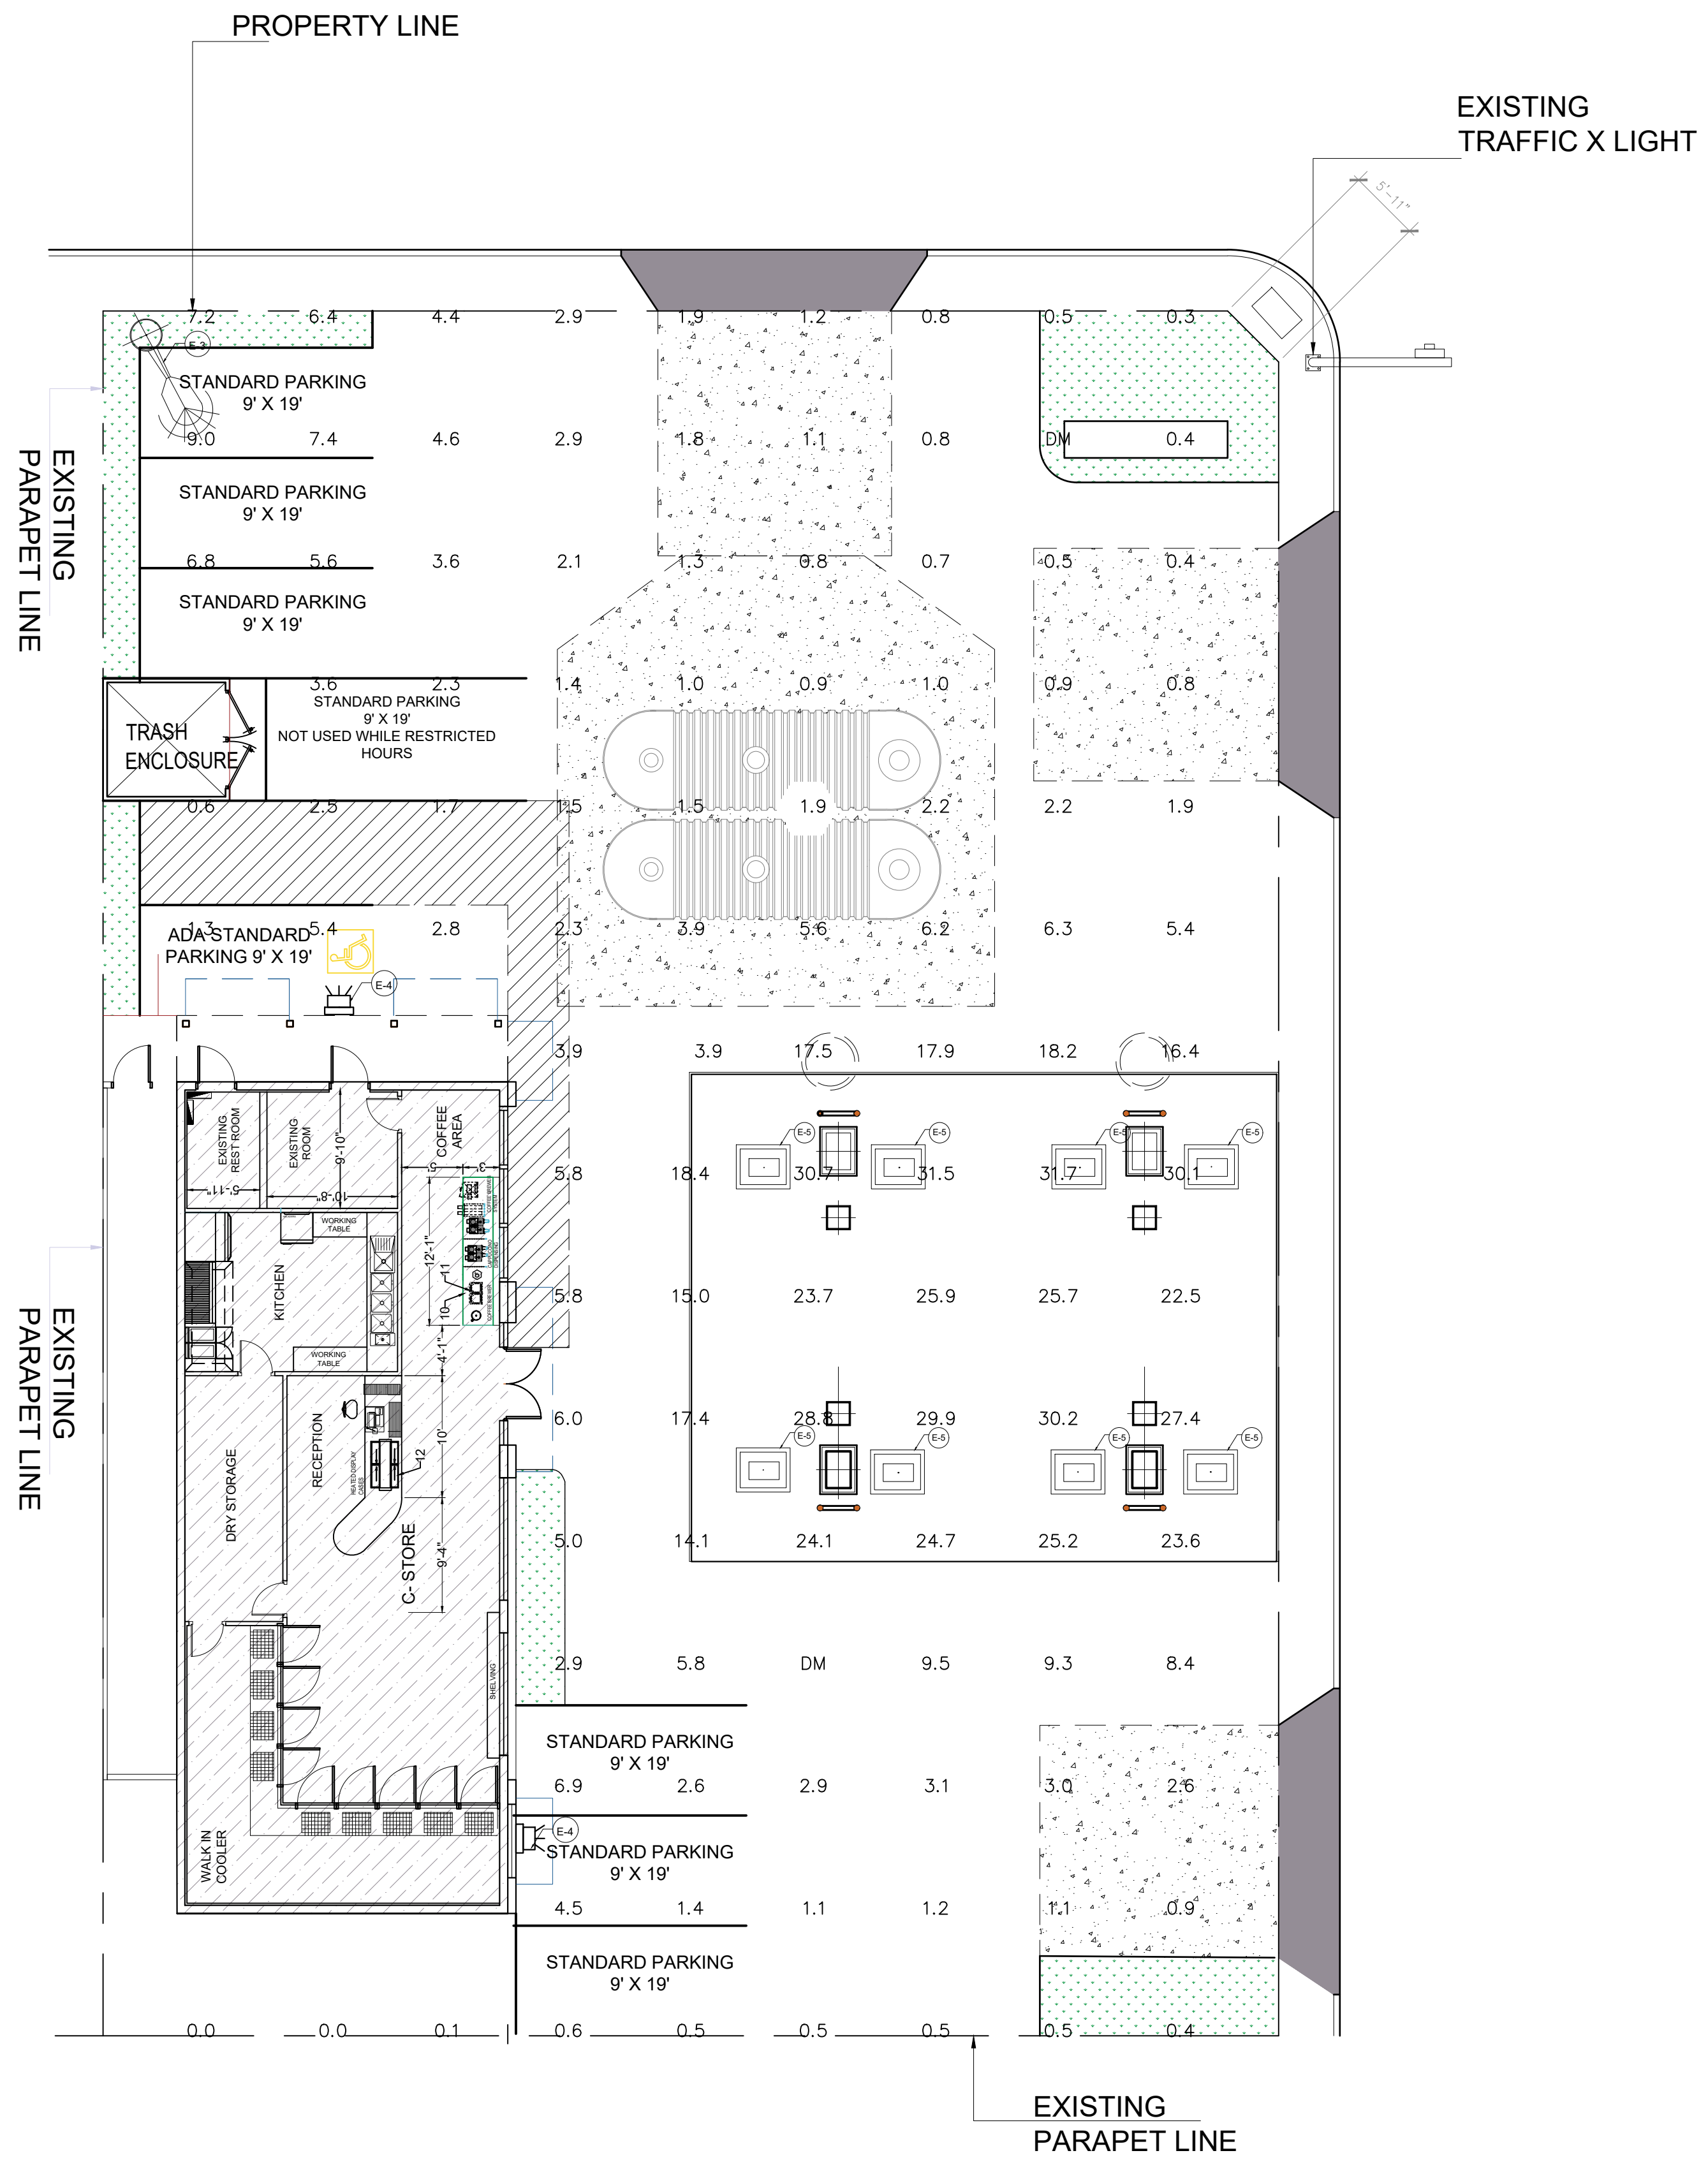 PROPERTY LINE
EXISTING
TRAFFIC X LIGHT
5'-11"
7.2 6.4 4.4 2.9 1.9 1.2 0.8 0.5 0.3
E-3
STANDARD PARKING
9' X 19'
9.0 7.4 4.6 2.9 1.8 1.1 0.8 DM 0.4
EXISTING
PARAPET LINE
STANDARD PARKING
9' X 19'
6.8 5.6 3.6 2.1 1.3 0.8 0.7 0.5 0.4
STANDARD PARKING
9' X 19'
3.6 2.3 1.4 1.0 0.9 1.0 0.9 0.8
STANDARD PARKING
9' X 19'
NOT USED WHILE RESTRICTED
HOURS
TRASH
ENCLOSURE
0.6 2.5 1.7 1.5 1.5 1.9 2.2 2.2 1.9
1.3 5.4 2.8 2.3 3.9 5.6 6.2 6.3 5.4
ADA STANDARD
PARKING 9' X 19'
E-4
3.9 3.9 17.5 17.9 18.2 16.4
EXISTING
REST ROOM
EXISTING
ROOM
9'-10"
COFFEE
AREA
E-5 E-5 E-5 E-5
5' 3'
5'-11"
10'-8"
5.8 18.4 30.7 31.5 31.7 30.1
WORKING
TABLE
12'-1"
11
10
KITCHEN
5.8 15.0 23.7 25.9 25.7 22.5
EXISTING
PARAPET LINE
WORKING
TABLE
4'-1"
6.0 17.4 28.8 29.9 30.2 27.4
E-5 E-5 E-5 E-5
RECEPTION
HEATED DISPLAY
CASES
10'
12
DRY STORAGE
C- STORE
9'-4"
5.0 14.1 24.1 24.7 25.2 23.6
2.9 5.8 DM 9.5 9.3 8.4
SHELVING
STANDARD PARKING
9' X 19'
6.9 2.6 2.9 3.1 3.0 2.6
WALK IN
COOLER
E-4
STANDARD PARKING
9' X 19'
4.5 1.4 1.1 1.2 1.1 0.9
STANDARD PARKING
9' X 19'
0.0 0.0 0.1 0.6 0.5 0.5 0.5 0.5 0.4
EXISTING
PARAPET LINE